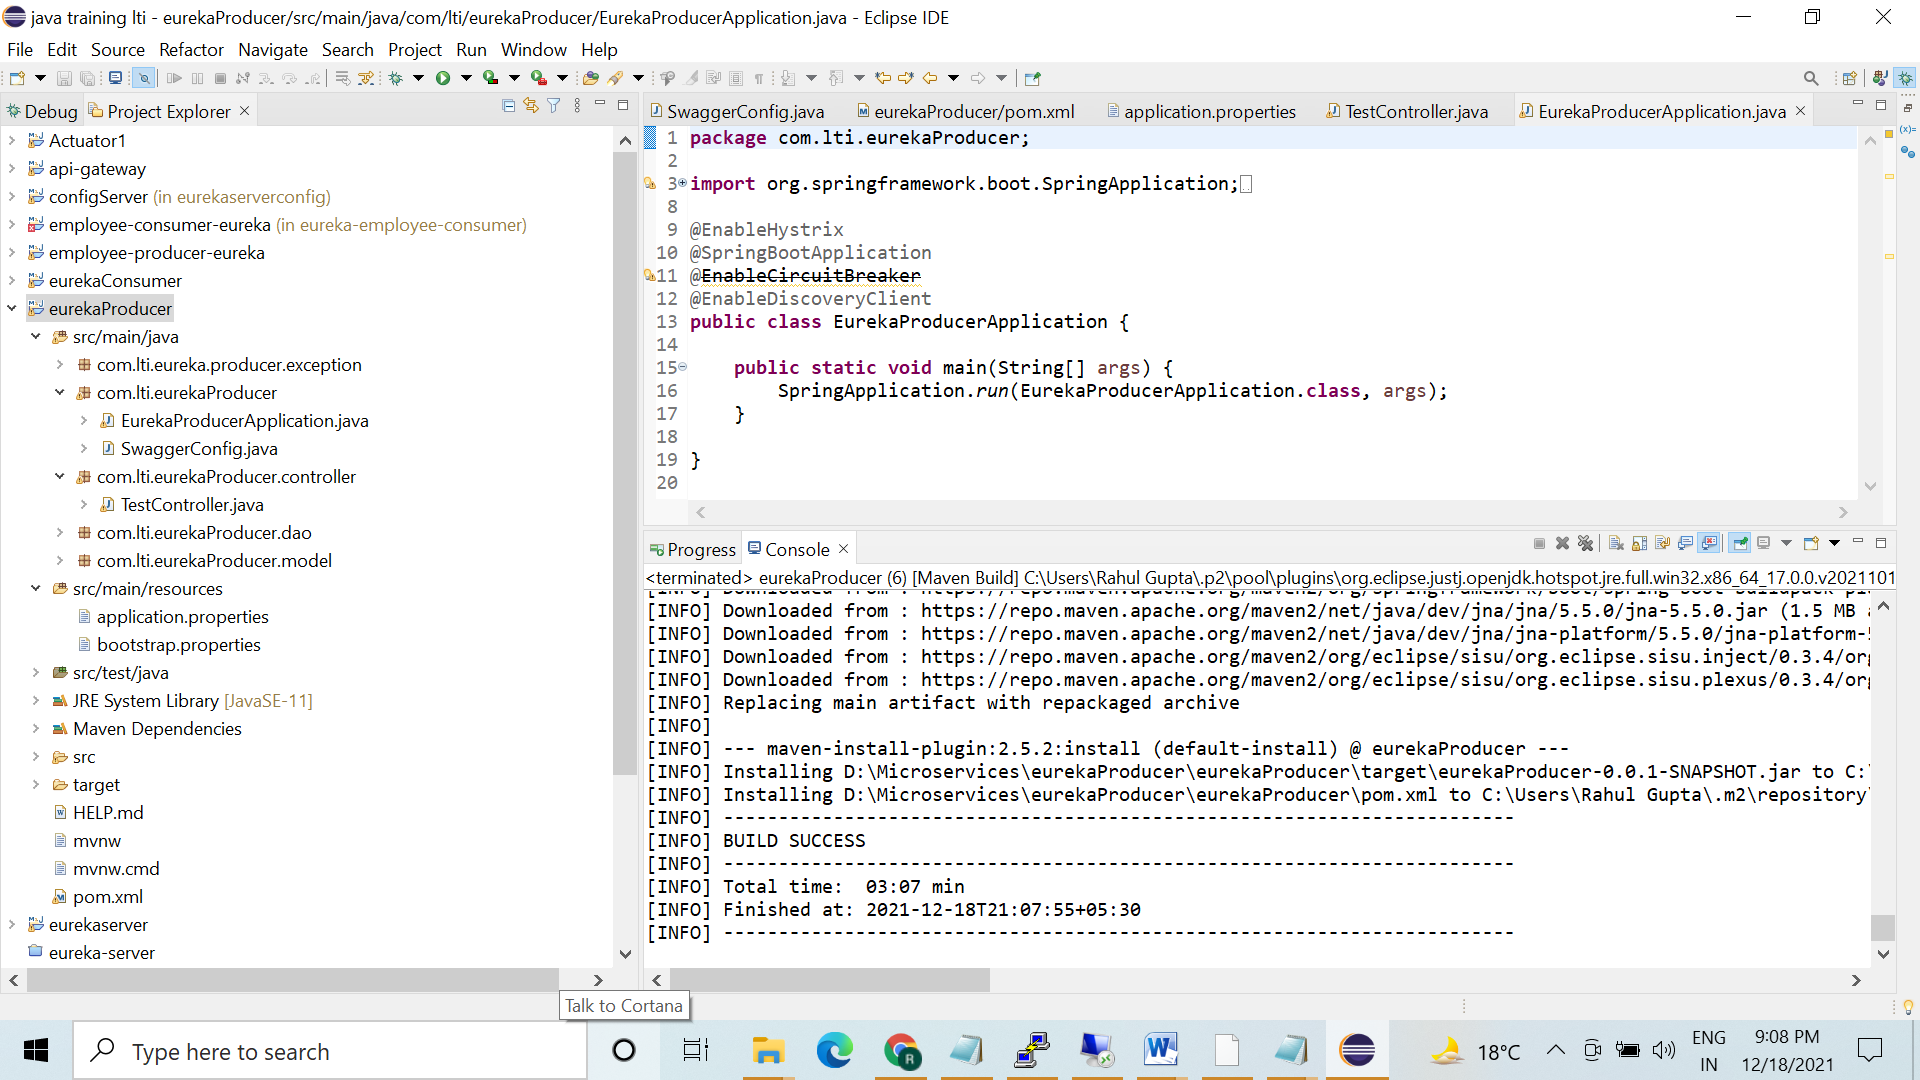 java training lti - eurekaProducer/src/main/java/com/lti/eurekaProducer/EurekaProducerApplication.java - Eclipse IDE
File Edit Source Refactor Navigate Search Project Run Window Help
Debug Project Explorer
Actuator1
api-gateway
configServer (in eurekaserverconfig)
employee-consumer-eureka (in eureka-employee-consumer)
employee-producer-eureka
eurekaConsumer
eurekaProducer
src/main/java
com.lti.eureka.producer.exception
com.lti.eurekaProducer
EurekaProducerApplication.java
SwaggerConfig.java
com.lti.eurekaProducer.controller
TestController.java
com.lti.eurekaProducer.dao
com.lti.eurekaProducer.model
src/main/resources
application.properties
bootstrap.properties
src/test/java
JRE System Library [JavaSE-11]
Maven Dependencies
src
target
HELP.md
mvnw
mvnw.cmd
pom.xml
eurekaserver
eureka-server
SwaggerConfig.java eurekaProducer/pom.xml application.properties TestController.java EurekaProducerApplication.java
1 package com.lti.eurekaProducer;
2
3 import org.springframework.boot.SpringApplication;
8
9 @EnableHystrix
10 @SpringBootApplication
11 @EnableCircuitBreaker
12 @EnableDiscoveryClient
13 public class EurekaProducerApplication {
14
15 public static void main(String[] args) {
16 SpringApplication.run(EurekaProducerApplication.class, args);
17 }
18
19 }
20
Progress Console
<terminated> eurekaProducer (6) [Maven Build] C:\Users\Rahul Gupta\.p2\pool\plugins\org.eclipse.justj.openjdk.hotspot.jre.full.win32.x86_64_17.0.0.v2021101
[INFO] Downloaded from : https://repo.maven.apache.org/maven2/net/java/dev/jna/jna/5.5.0/jna-5.5.0.jar (1.5 MB
[INFO] Downloaded from : https://repo.maven.apache.org/maven2/net/java/dev/jna/jna-platform/5.5.0/jna-platform-
[INFO] Downloaded from : https://repo.maven.apache.org/maven2/org/eclipse/sisu/org.eclipse.sisu.inject/0.3.4/org
[INFO] Downloaded from : https://repo.maven.apache.org/maven2/org/eclipse/sisu/org.eclipse.sisu.plexus/0.3.4/org
[INFO] Replacing main artifact with repackaged archive
[INFO]
[INFO] --- maven-install-plugin:2.5.2:install (default-install) @ eurekaProducer ---
[INFO] Installing D:\Microservices\eurekaProducer\eurekaProducer\target\eurekaProducer-0.0.1-SNAPSHOT.jar to C:
[INFO] Installing D:\Microservices\eurekaProducer\eurekaProducer\pom.xml to C:\Users\Rahul Gupta\.m2\repository
[INFO] ------------------------------------------------------------------------
[INFO] BUILD SUCCESS
[INFO] ------------------------------------------------------------------------
[INFO] Total time:  03:07 min
[INFO] Finished at: 2021-12-18T21:07:55+05:30
[INFO] ------------------------------------------------------------------------
Talk to Cortana
Type here to search
18°C
ENG
IN
9:08 PM
12/18/2021